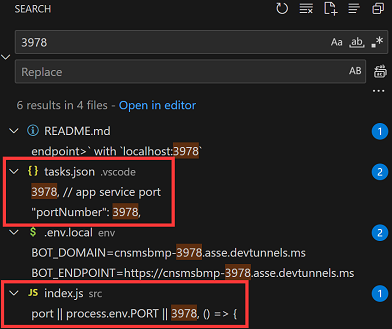 SEARCH
3978
Aa ab .*
Replace
AB
6 results in 4 files - Open in editor
README.md 1
endpoint>` with `localhost:3978`
{ } tasks.json .vscode 2
3978, // app service port
"portNumber": 3978,
.env.local env 2
BOT_DOMAIN=cnsmsbmp-3978.asse.devtunnels.ms
BOT_ENDPOINT=https://cnsmsbmp-3978.asse.devtunnels.ms
JS index.js src 1
port || process.env.PORT || 3978, () => {